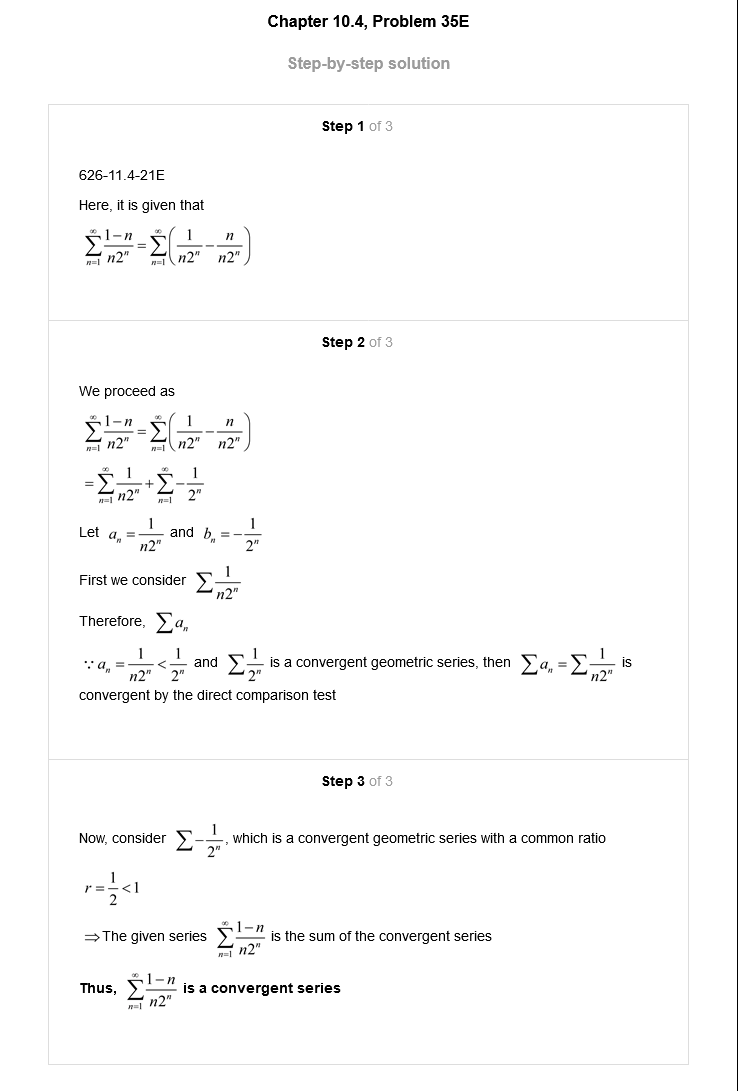 Chapter 10.4, Problem 35E
Step-by-step solution
Step 1 of 3
626-11.4-21E
Here, it is given that
$\sum_{n=1}^{\infty}\frac{1-n}{n2^n}=\sum_{n=1}^{\infty}\left(\frac{1}{n2^n}-\frac{n}{n2^n}\right)$
Step 2 of 3
We proceed as
$\sum_{n=1}^{\infty}\frac{1-n}{n2^n}=\sum_{n=1}^{\infty}\left(\frac{1}{n2^n}-\frac{n}{n2^n}\right)$
$=\sum_{n=1}^{\infty}\frac{1}{n2^n}+\sum_{n=1}^{\infty}-\frac{1}{2^n}$
Let $a_n=\frac{1}{n2^n}$ and $b_n=-\frac{1}{2^n}$
First we consider $\sum\frac{1}{n2^n}$
Therefore, $\sum a_n$
$\because a_n=\frac{1}{n2^n}<\frac{1}{2^n}$ and $\sum\frac{1}{2^n}$ is a convergent geometric series, then $\sum a_n=\sum\frac{1}{n2^n}$ is
convergent by the direct comparison test
Step 3 of 3
Now, consider $\sum-\frac{1}{2^n}$, which is a convergent geometric series with a common ratio
$r=\frac{1}{2}<1$
$\Rightarrow$The given series $\sum_{n=1}^{\infty}\frac{1-n}{n2^n}$ is the sum of the convergent series
Thus, $\sum_{n=1}^{\infty}\frac{1-n}{n2^n}$ is a convergent series